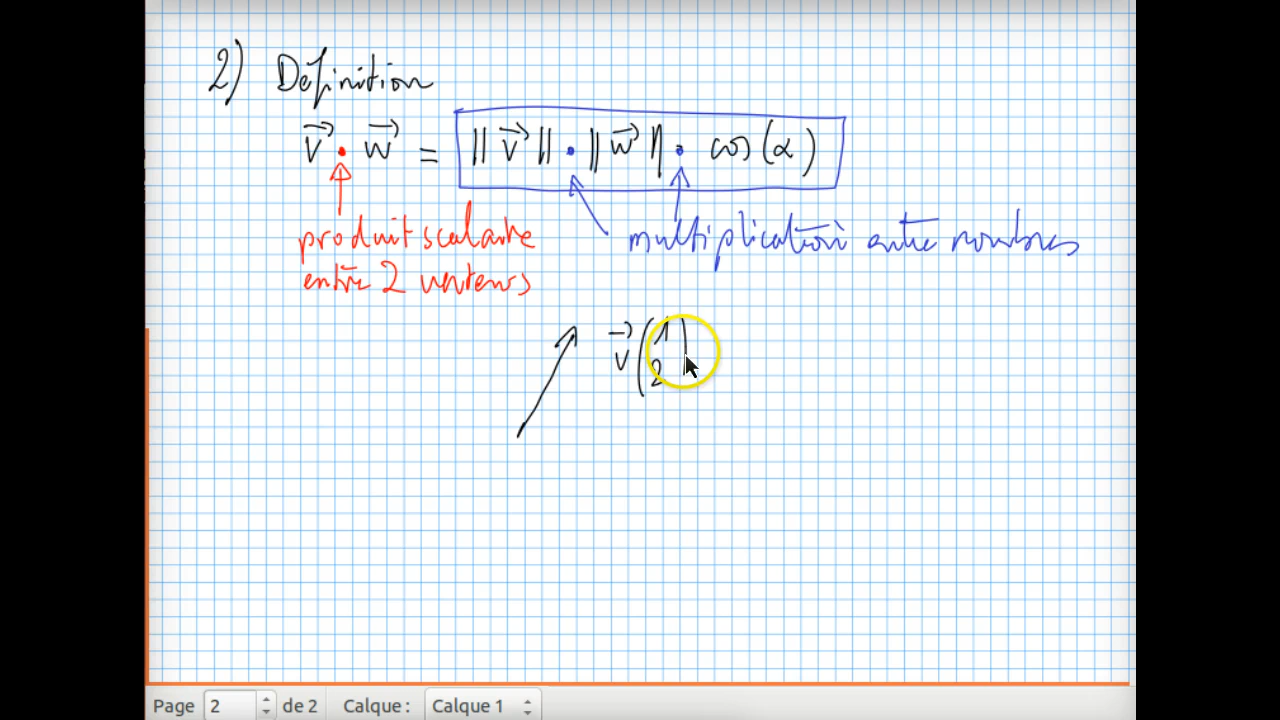 2) Définition
v⃗ • w⃗ = ||v⃗|| • ||w⃗|| • cos(α)
produit scalaire multiplication entre nombres
entre 2 vecteurs
v⃗ (1
2)
Page 2 de 2 Calque : Calque 1